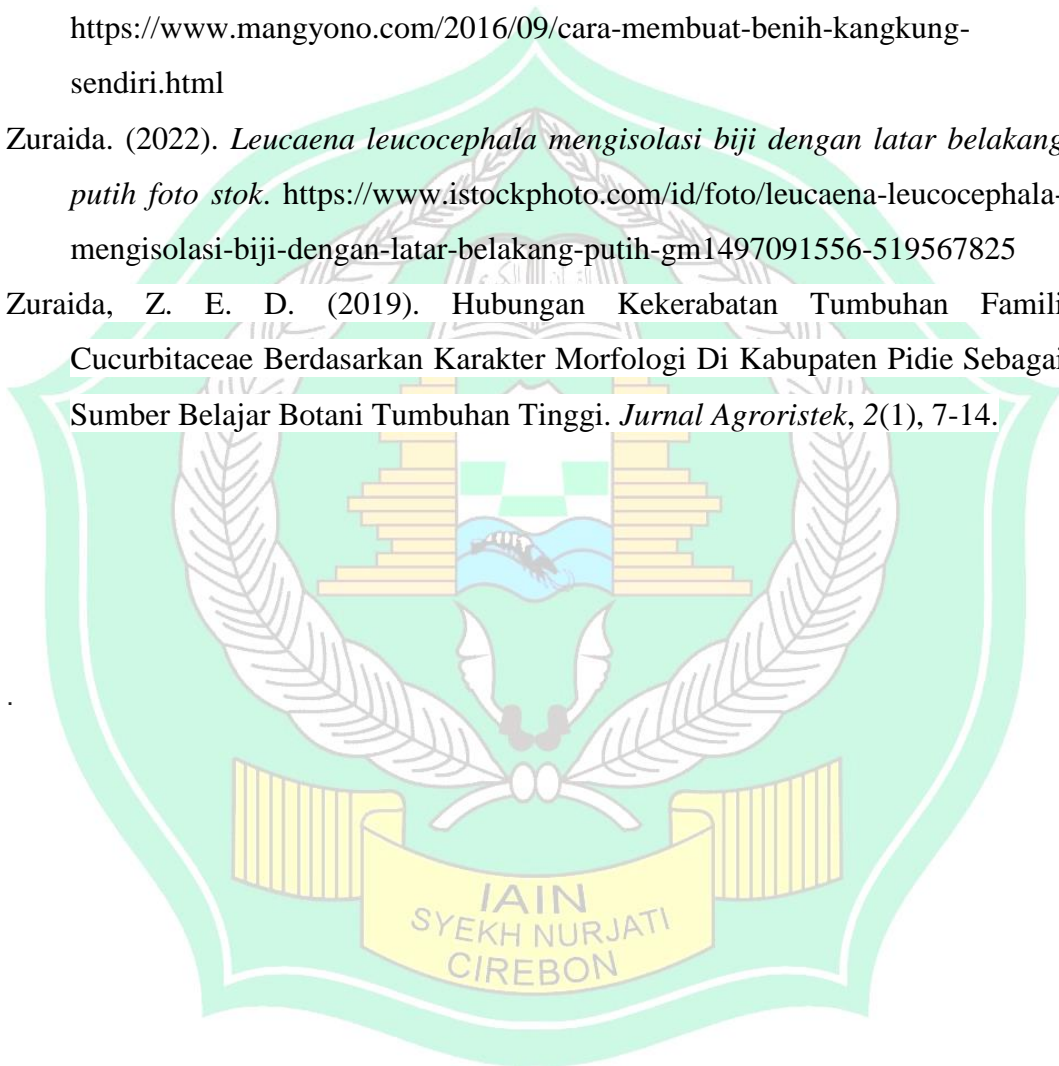 https://www.mangyono.com/2016/09/cara-membuat-benih-kangkung-
sendiri.html
Zuraida. (2022). Leucaena leucocephala mengisolasi biji dengan latar belakang
putih foto stok. https://www.istockphoto.com/id/foto/leucaena-leucocephala-
mengisolasi-biji-dengan-latar-belakang-putih-gm1497091556-519567825
Zuraida, Z. E. D. (2019). Hubungan Kekerabatan Tumbuhan Famili
Cucurbitaceae Berdasarkan Karakter Morfologi Di Kabupaten Pidie Sebagai
Sumber Belajar Botani Tumbuhan Tinggi. Jurnal Agroristek, 2(1), 7-14.
.
IAIN
SYEKH NURJATI
CIREBON